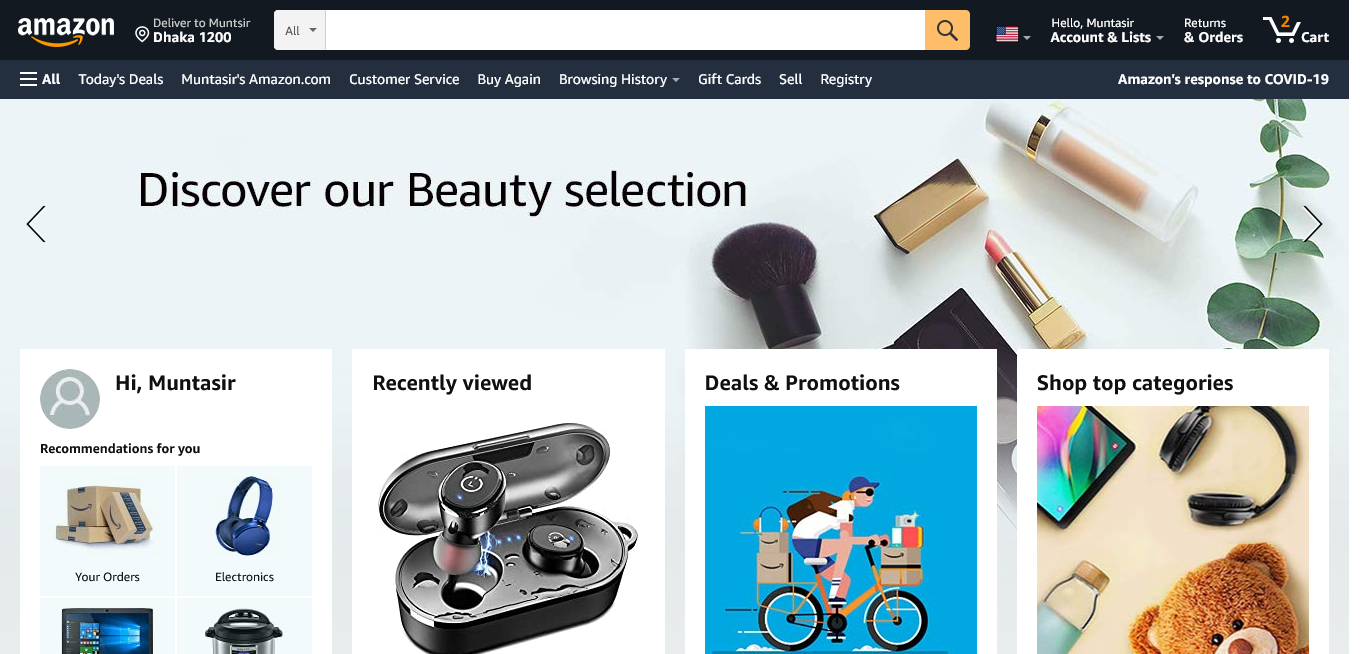 amazon
Deliver to Muntsir
Dhaka 1200
All
Hello, Muntasir
Account & Lists
Returns
& Orders
2
Cart
All
Today's Deals
Muntasir's Amazon.com
Customer Service
Buy Again
Browsing History
Gift Cards
Sell
Registry
Amazon's response to COVID-19
Discover our Beauty selection
Hi, Muntasir
Recommendations for you
Your Orders
Electronics
Recently viewed
Deals & Promotions
Shop top categories